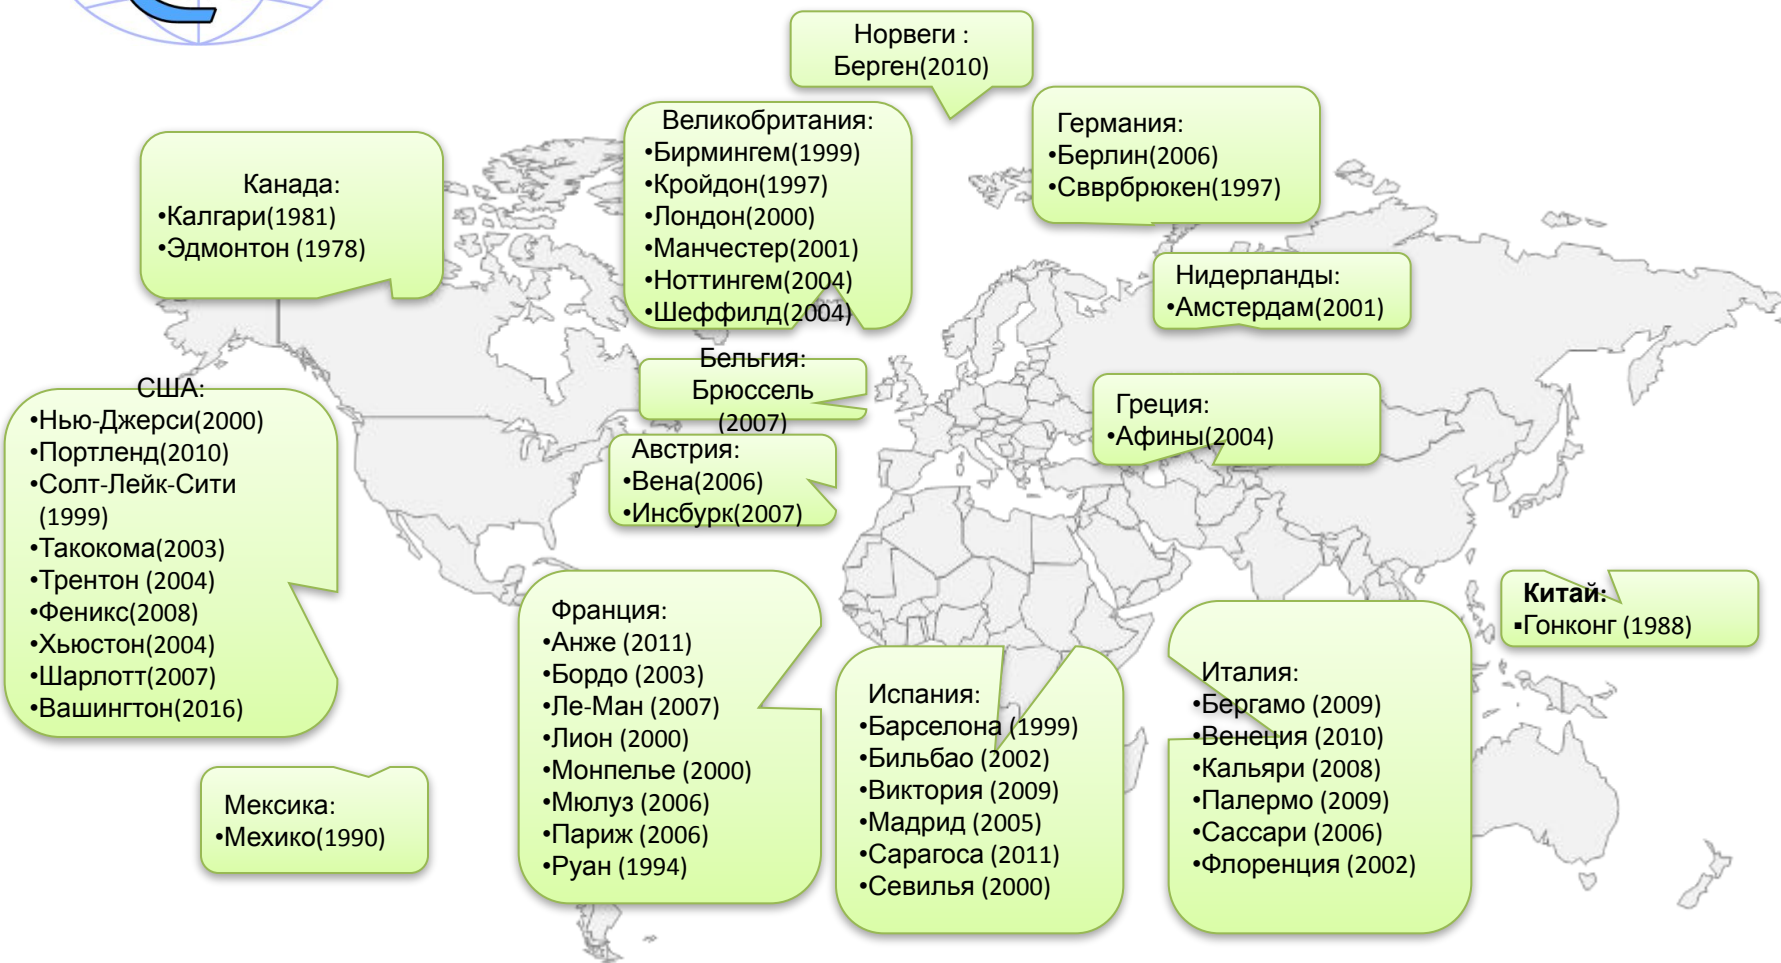 Норвеги :
Берген(2010)
Великобритания:
•Бирмингем(1999)
•Кройдон(1997)
•Лондон(2000)
•Манчестер(2001)
•Ноттингем(2004)
•Шеффилд(2004)
Германия:
•Берлин(2006)
•Свврбрюкен(1997)
Канада:
•Калгари(1981)
•Эдмонтон (1978)
Нидерланды:
•Амстердам(2001)
Бельгия:
Брюссель
(2007)
США:
•Нью-Джерси(2000)
•Портленд(2010)
•Солт-Лейк-Сити
(1999)
•Такокома(2003)
•Трентон (2004)
•Феникс(2008)
•Хьюстон(2004)
•Шарлотт(2007)
•Вашингтон(2016)
Греция:
•Афины(2004)
Австрия:
•Вена(2006)
•Инсбурк(2007)
Франция:
•Анже (2011)
•Бордо (2003)
•Ле-Ман (2007)
•Лион (2000)
•Монпелье (2000)
•Мюлуз (2006)
•Париж (2006)
•Руан (1994)
Испания:
•Барселона (1999)
•Бильбао (2002)
•Виктория (2009)
•Мадрид (2005)
•Сарагоса (2011)
•Севилья (2000)
Италия:
•Бергамо (2009)
•Венеция (2010)
•Кальяри (2008)
•Палермо (2009)
•Сассари (2006)
•Флоренция (2002)
Китай:
▪Гонконг (1988)
Мексика:
•Мехико(1990)